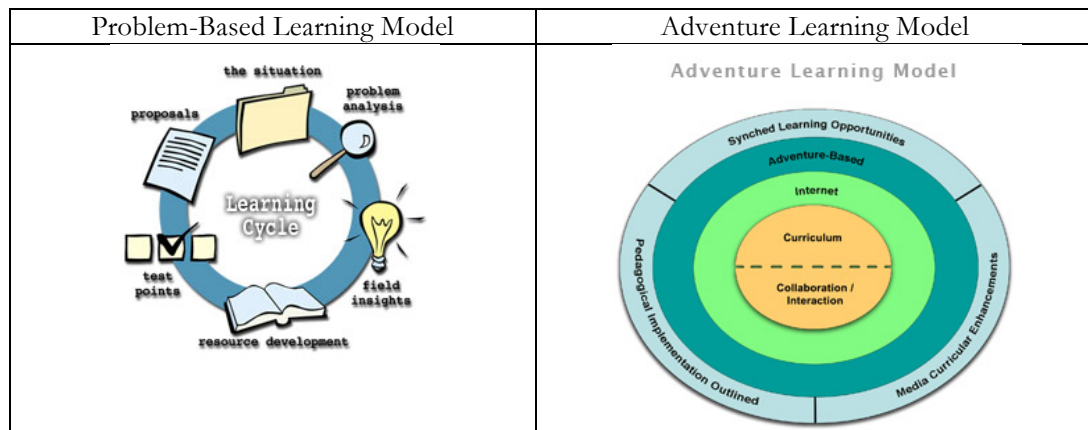 Problem-Based Learning Model
Adventure Learning Model
the situation
problem
analysis
proposals
Learning
Cycle
test
points
field
insights
resource development
Adventure Learning Model
Synched Learning Opportunities
Adventure-Based
Internet
Curriculum
Collaboration /
Interaction
Pedagogical Implementation Outlined
Media Curricular Enhancements